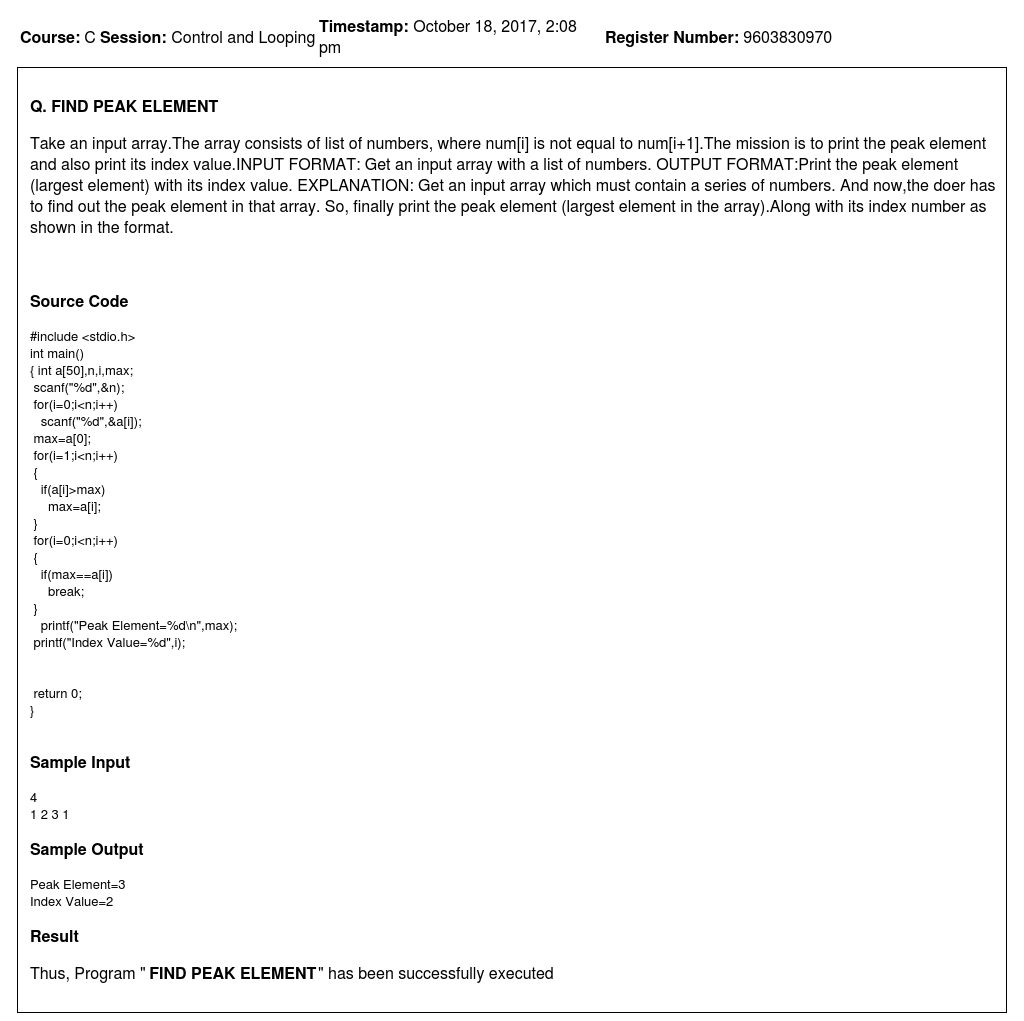 Course: C Session: Control and Looping Timestamp: October 18, 2017, 2:08 pm Register Number: 9603830970
Q. FIND PEAK ELEMENT
Take an input array.The array consists of list of numbers, where num[i] is not equal to num[i+1].The mission is to print the peak element
and also print its index value.INPUT FORMAT: Get an input array with a list of numbers. OUTPUT FORMAT:Print the peak element
(largest element) with its index value. EXPLANATION: Get an input array which must contain a series of numbers. And now,the doer has
to find out the peak element in that array. So, finally print the peak element (largest element in the array).Along with its index number as
shown in the format.
Source Code
#include <stdio.h>
int main()
{ int a[50],n,i,max;
scanf("%d",&n);
for(i=0;i<n;i++)
scanf("%d",&a[i]);
max=a[0];
for(i=1;i<n;i++)
{
if(a[i]>max)
max=a[i];
}
for(i=0;i<n;i++)
{
if(max==a[i])
break;
}
printf("Peak Element=%d\n",max);
printf("Index Value=%d",i);
return 0;
}
Sample Input
4
1 2 3 1
Sample Output
Peak Element=3
Index Value=2
Result
Thus, Program " FIND PEAK ELEMENT" has been successfully executed